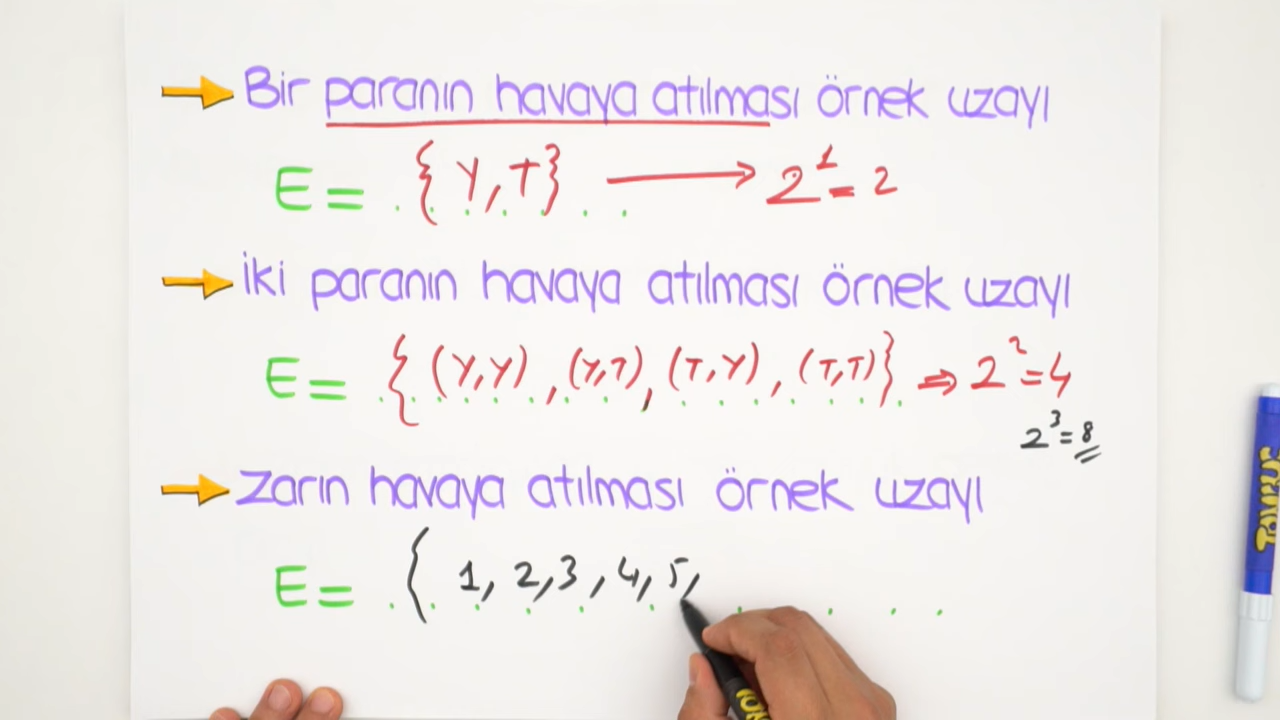 Bir paranın havaya atılması örnek uzayı
E = {Y, T} → 2¹ = 2
İki paranın havaya atılması örnek uzayı
E = {(Y,Y), (Y,T), (T,Y), (T,T)} ⇒ 2² = 4
2³ = 8
Zarın havaya atılması örnek uzayı
E = { 1, 2, 3, 4, 5,